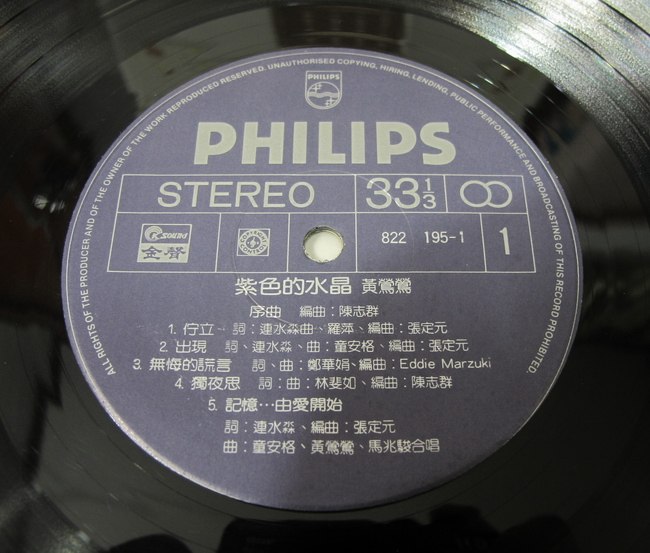 ALL RIGHTS OF THE PRODUCER AND OF THE OWNER OF THE WORK REPRODUCED RESERVED. UNAUTHORISED COPYING, HIRING, LENDING, PUBLIC PERFORMANCE AND BROADCASTING OF THIS RECORD PROHIBITED.
PHILIPS
PHILIPS
STEREO 33 1/3
K sound
金聲
822 195-1 1
紫色的水晶 黃鶯鶯
序曲 編曲：陳志群
1. 佇立 詞：連水淼曲、羅萍、編曲：張定元
2. 出現 詞、連水淼、曲：童安格、編曲：張定元
3. 無悔的謊言 詞、曲：鄭華娟、編曲：Eddie Marzuki
4. 獨夜思 詞：曲：林斐如、編曲：陳志群
5. 記憶…由愛開始
詞：連水淼、編曲：張定元
曲：童安格、黃鶯鶯、馬兆駿合唱